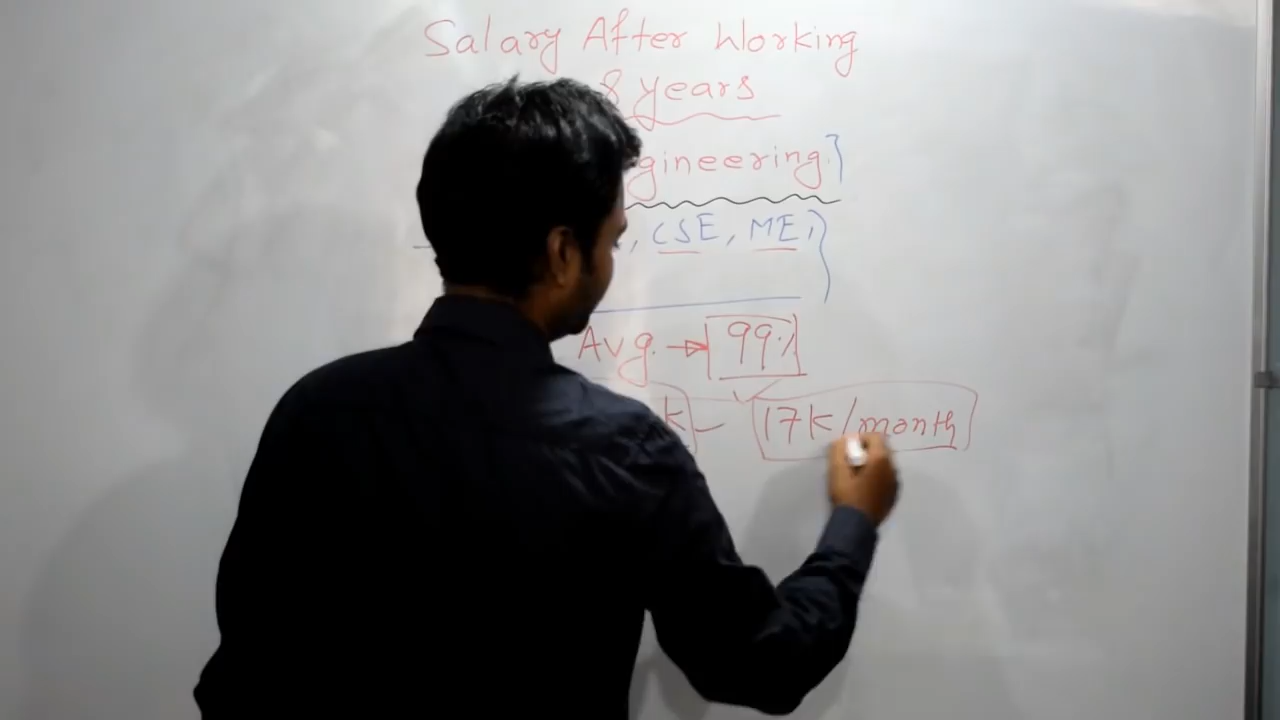 Salary After Working
8 years
gineering.}
, CSE, ME, }
Avg. → 99%
k - 17K/month